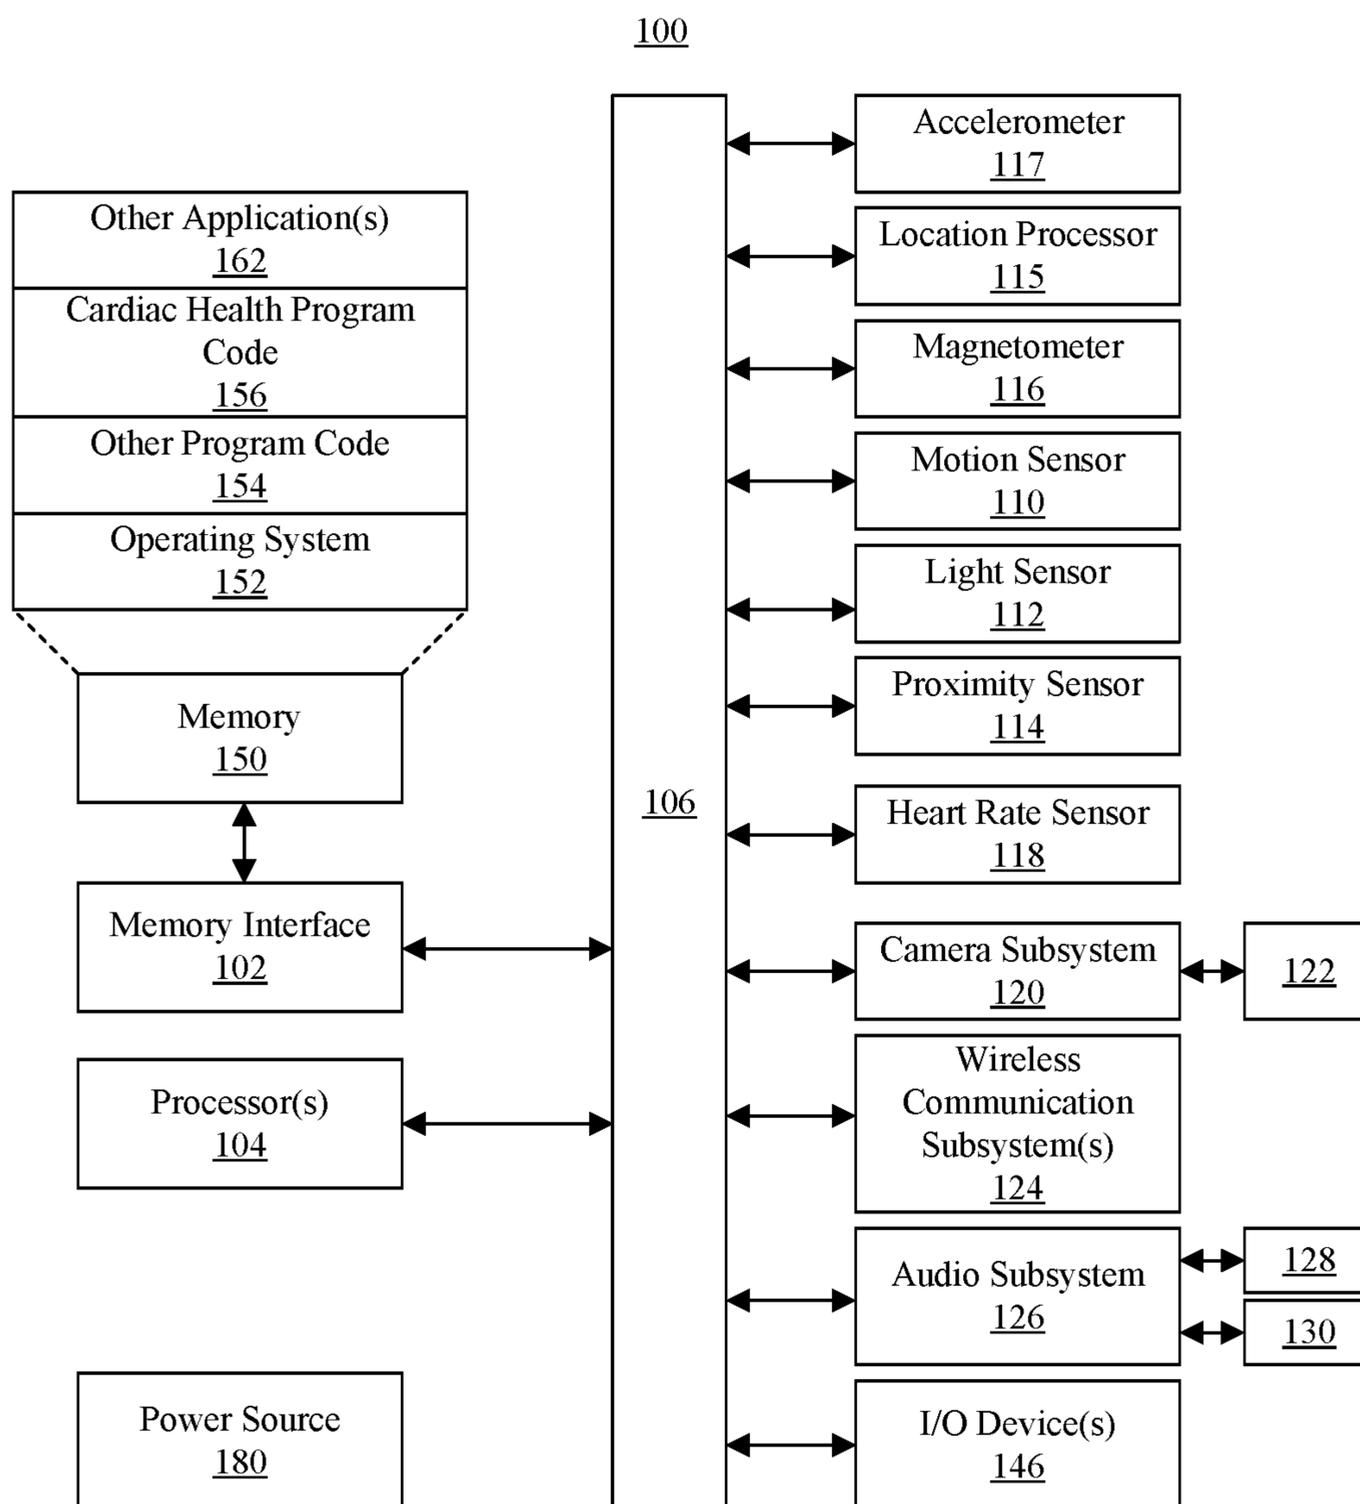 100
Other Application(s)
162
Cardiac Health Program
Code
156
Other Program Code
154
Operating System
152
Memory
150
Memory Interface
102
Processor(s)
104
Power Source
180
106
Accelerometer
117
Location Processor
115
Magnetometer
116
Motion Sensor
110
Light Sensor
112
Proximity Sensor
114
Heart Rate Sensor
118
Camera Subsystem
120
122
Wireless
Communication
Subsystem(s)
124
Audio Subsystem
126
128
130
I/O Device(s)
146